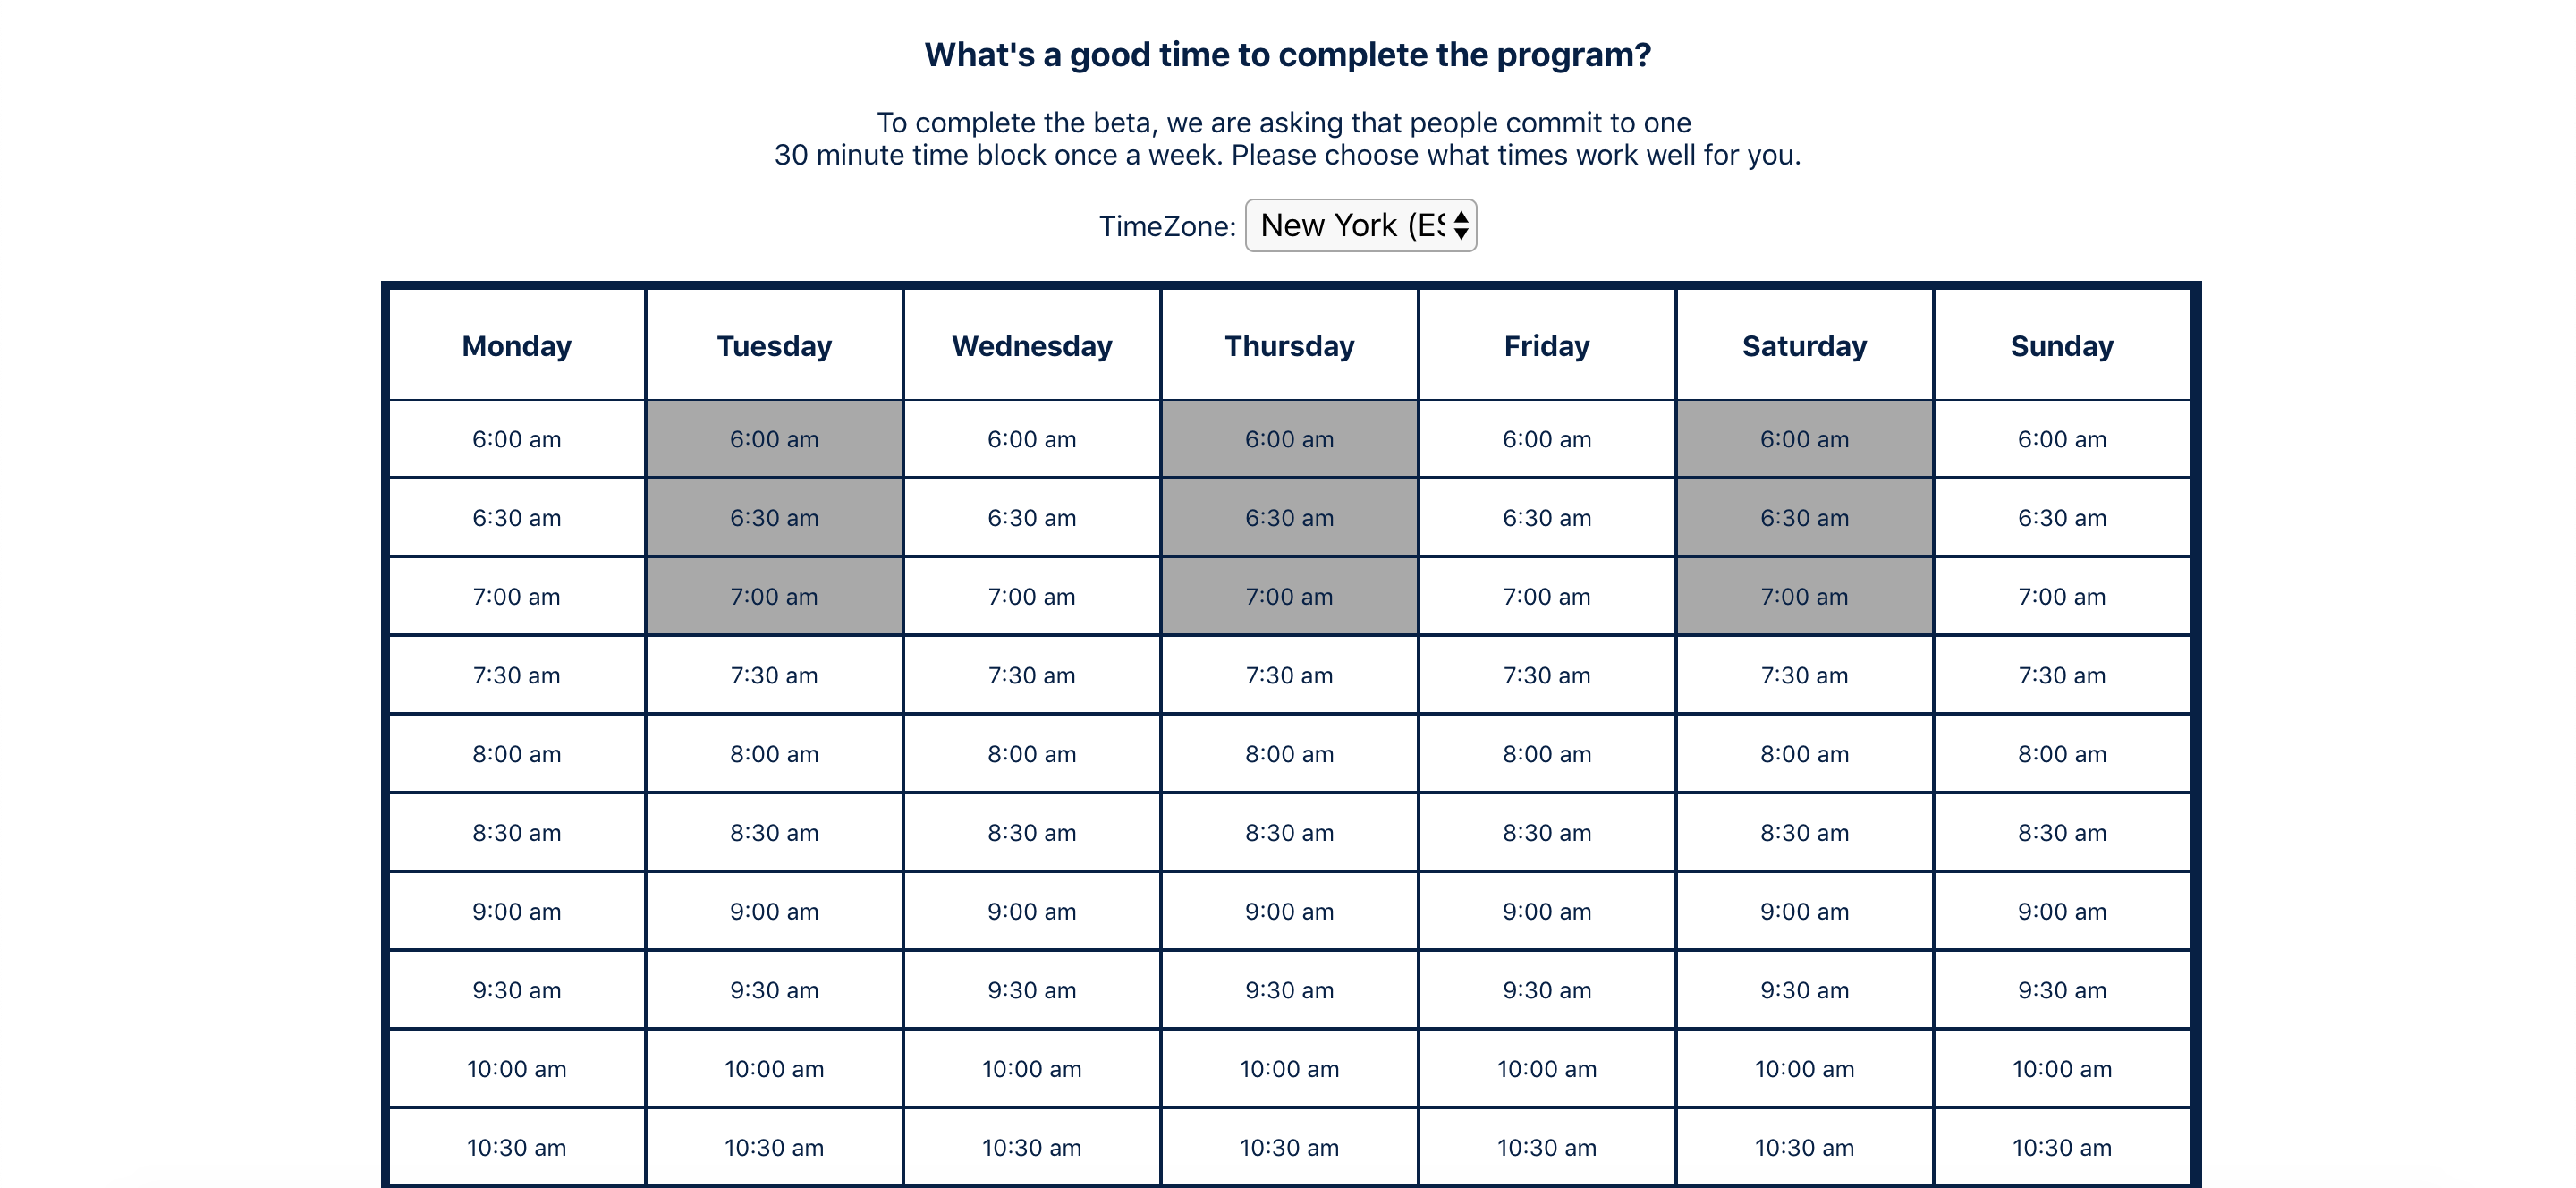 What's a good time to complete the program?
To complete the beta, we are asking that people commit to one
30 minute time block once a week. Please choose what times work well for you.
TimeZone: New York (ES
Monday Tuesday Wednesday Thursday Friday Saturday Sunday
6:00 am 6:00 am 6:00 am 6:00 am 6:00 am 6:00 am 6:00 am
6:30 am 6:30 am 6:30 am 6:30 am 6:30 am 6:30 am 6:30 am
7:00 am 7:00 am 7:00 am 7:00 am 7:00 am 7:00 am 7:00 am
7:30 am 7:30 am 7:30 am 7:30 am 7:30 am 7:30 am 7:30 am
8:00 am 8:00 am 8:00 am 8:00 am 8:00 am 8:00 am 8:00 am
8:30 am 8:30 am 8:30 am 8:30 am 8:30 am 8:30 am 8:30 am
9:00 am 9:00 am 9:00 am 9:00 am 9:00 am 9:00 am 9:00 am
9:30 am 9:30 am 9:30 am 9:30 am 9:30 am 9:30 am 9:30 am
10:00 am 10:00 am 10:00 am 10:00 am 10:00 am 10:00 am 10:00 am
10:30 am 10:30 am 10:30 am 10:30 am 10:30 am 10:30 am 10:30 am